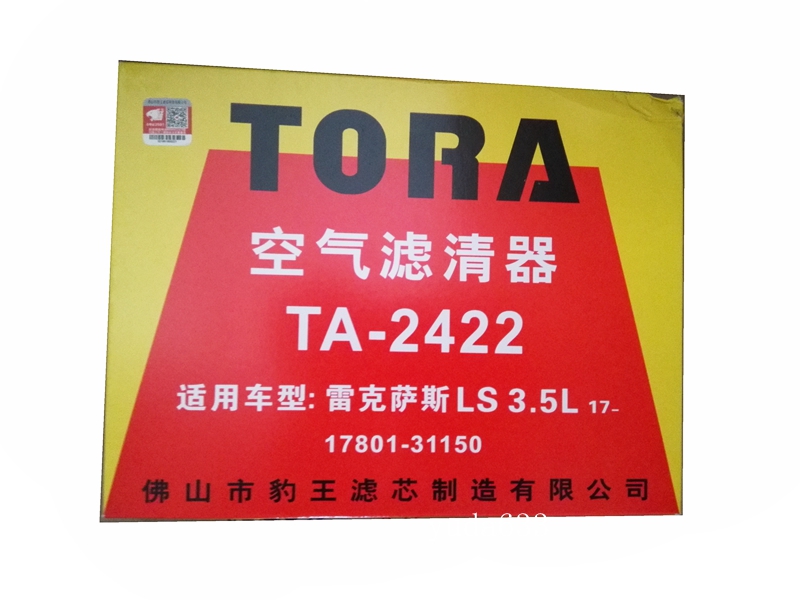 TORA
空气滤清器
TA-2422
适用车型: 雷克萨斯 LS 3.5L 17-
17801-31150
佛山市豹王滤芯制造有限公司